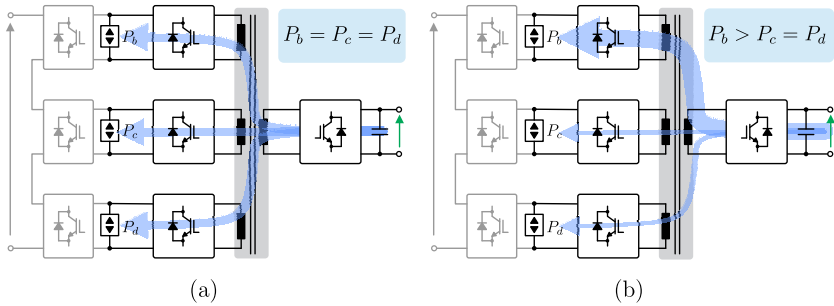 P_b
P_b = P_c = P_d
P_c
P_d
(a)
P_b
P_b > P_c = P_d
P_c
P_d
(b)